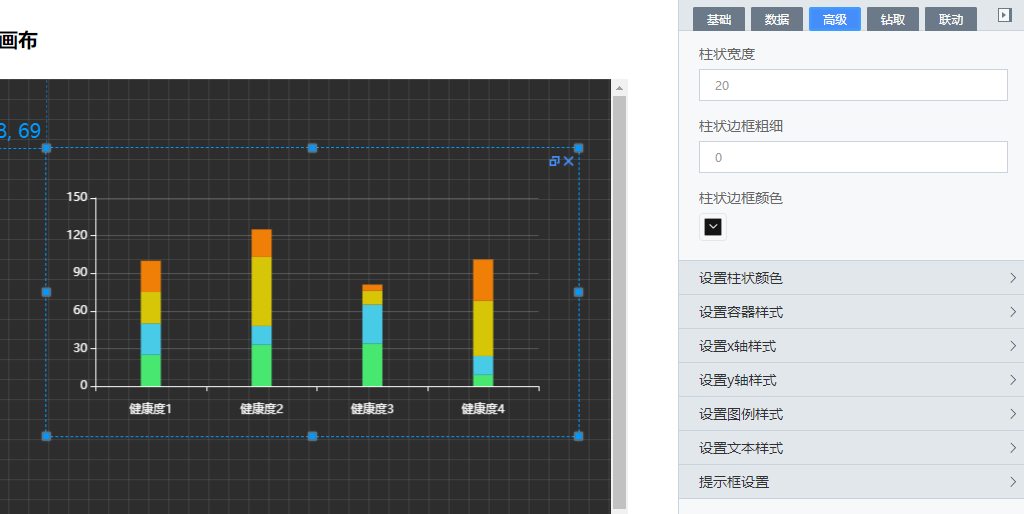 画布
基础 数据 高级 钻取 联动
柱状宽度
20
柱状边框粗细
0
柱状边框颜色
设置柱状颜色
设置容器样式
设置x轴样式
设置y轴样式
设置图例样式
设置文本样式
提示框设置
, 69
150
120
90
60
30
0
健康度1 健康度2 健康度3 健康度4